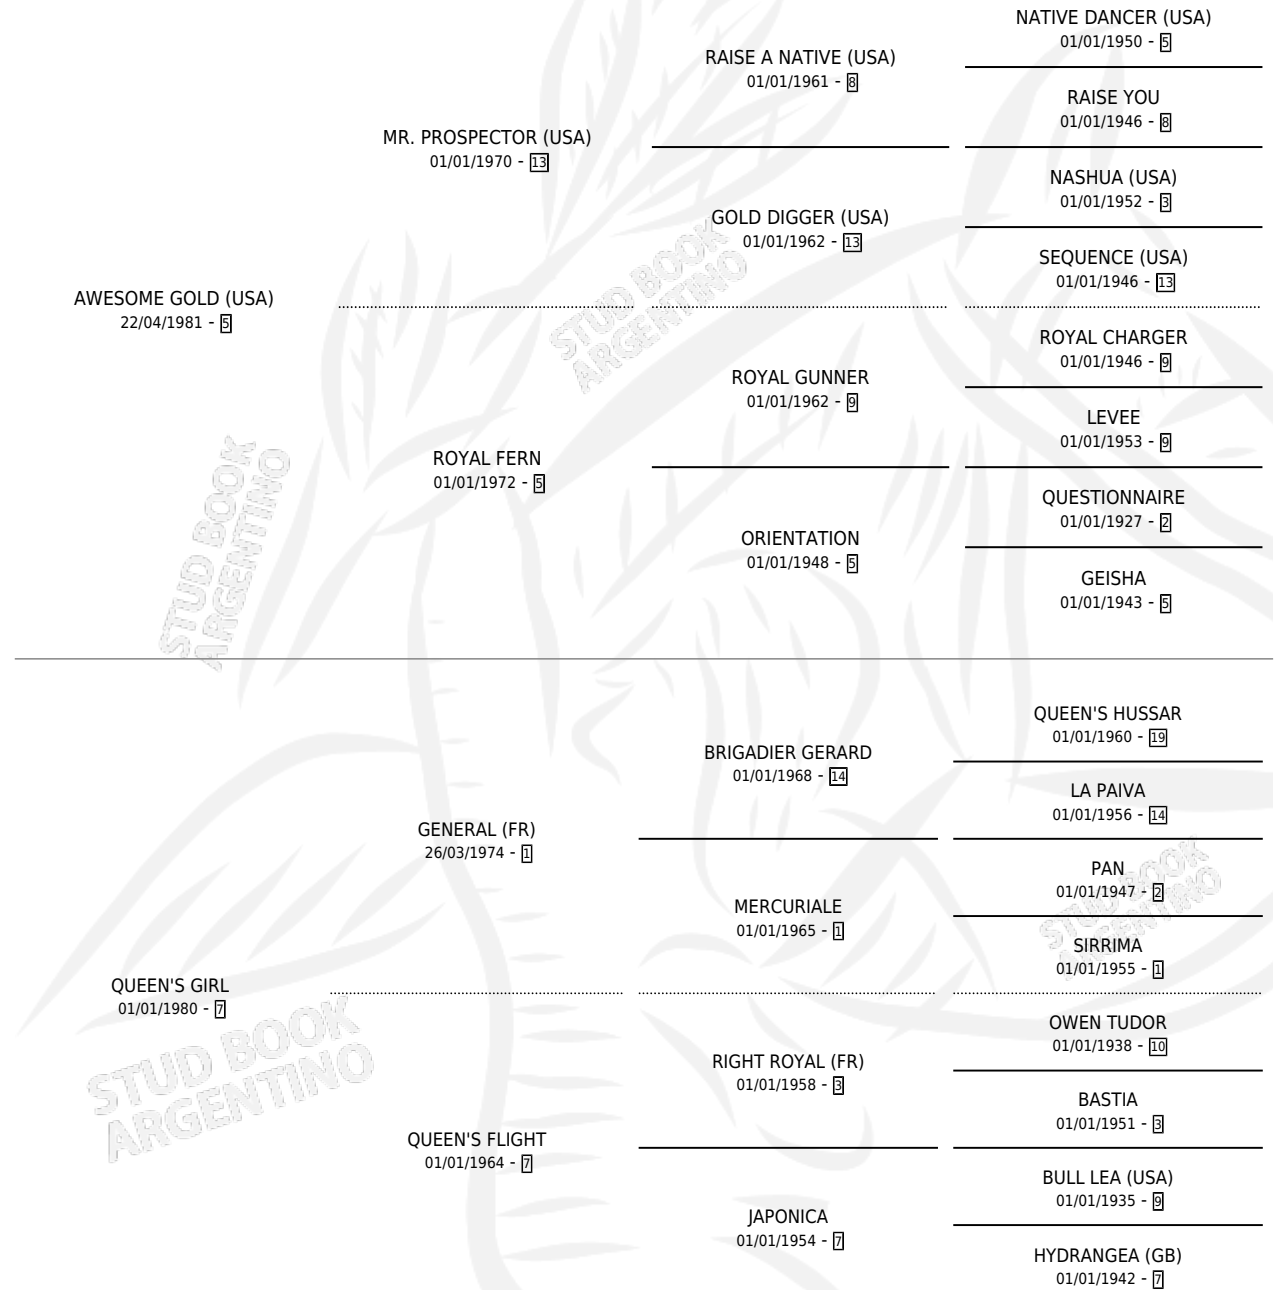 NATIVE DANCER (USA)
01/01/1950 - 5
RAISE A NATIVE (USA)
01/01/1961 - 8
RAISE YOU
01/01/1946 - 8
MR. PROSPECTOR (USA)
01/01/1970 - 13
NASHUA (USA)
01/01/1952 - 3
GOLD DIGGER (USA)
01/01/1962 - 13
SEQUENCE (USA)
01/01/1946 - 13
AWESOME GOLD (USA)
22/04/1981 - 5
STUD BOOK
ARGENTINO
ROYAL CHARGER
01/01/1946 - 9
ROYAL GUNNER
01/01/1962 - 9
LEVEE
01/01/1953 - 9
ROYAL FERN
01/01/1972 - 5
QUESTIONNAIRE
01/01/1927 - 2
ORIENTATION
01/01/1948 - 5
GEISHA
01/01/1943 - 5
STUD BOOK
ARGENTINO
QUEEN'S HUSSAR
01/01/1960 - 19
BRIGADIER GERARD
01/01/1968 - 14
LA PAIVA
01/01/1956 - 14
GENERAL (FR)
26/03/1974 - 1
PAN
01/01/1947 - 2
MERCURIALE
01/01/1965 - 1
SIRRIMA
01/01/1955 - 1
STUD BOOK
ARGENTINO
QUEEN'S GIRL
01/01/1980 - 7
OWEN TUDOR
01/01/1938 - 10
RIGHT ROYAL (FR)
01/01/1958 - 3
BASTIA
01/01/1951 - 3
STUD BOOK
ARGENTINO
QUEEN'S FLIGHT
01/01/1964 - 7
BULL LEA (USA)
01/01/1935 - 9
JAPONICA
01/01/1954 - 7
HYDRANGEA (GB)
01/01/1942 - 7